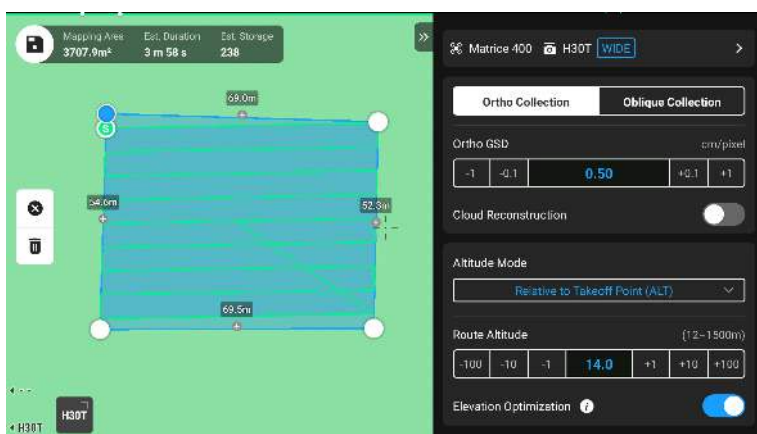 Mapping Area Est. Duration Est. Storage
3707.9m² 3 m 58 s 238
69.0m
S
54.6m
52.3m
69.5m
H30T
H30T
Matrice 400 H30T WIDE
Ortho Collection Oblique Collection
Ortho GSD cm/pixel
-1 -0.1 0.50 +0.1 +1
Cloud Reconstruction
Altitude Mode
Relative to Takeoff Point (ALT)
Route Altitude (12~1500m)
-100 -10 -1 14.0 +1 +10 +100
Elevation Optimization i